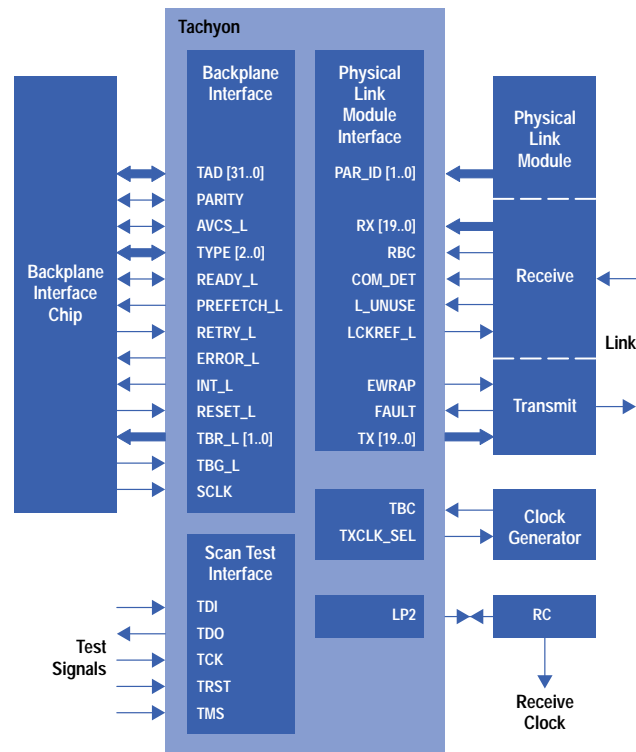 Tachyon
Backplane
Interface
Chip
Backplane
Interface
TAD [31..0]
PARITY
AVCS_L
TYPE [2..0]
READY_L
PREFETCH_L
RETRY_L
ERROR_L
INT_L
RESET_L
TBR_L [1..0]
TBG_L
SCLK
Physical
Link
Module
Interface
PAR_ID [1..0]
RX [19..0]
RBC
COM_DET
L_UNUSE
LCKREF_L
EWRAP
FAULT
TX [19..0]
Physical
Link
Module
Receive
Transmit
Link
TBC
TXCLK_SEL
Clock
Generator
Scan Test
Interface
TDI
TDO
TCK
TRST
TMS
Test
Signals
LP2
RC
Receive
Clock